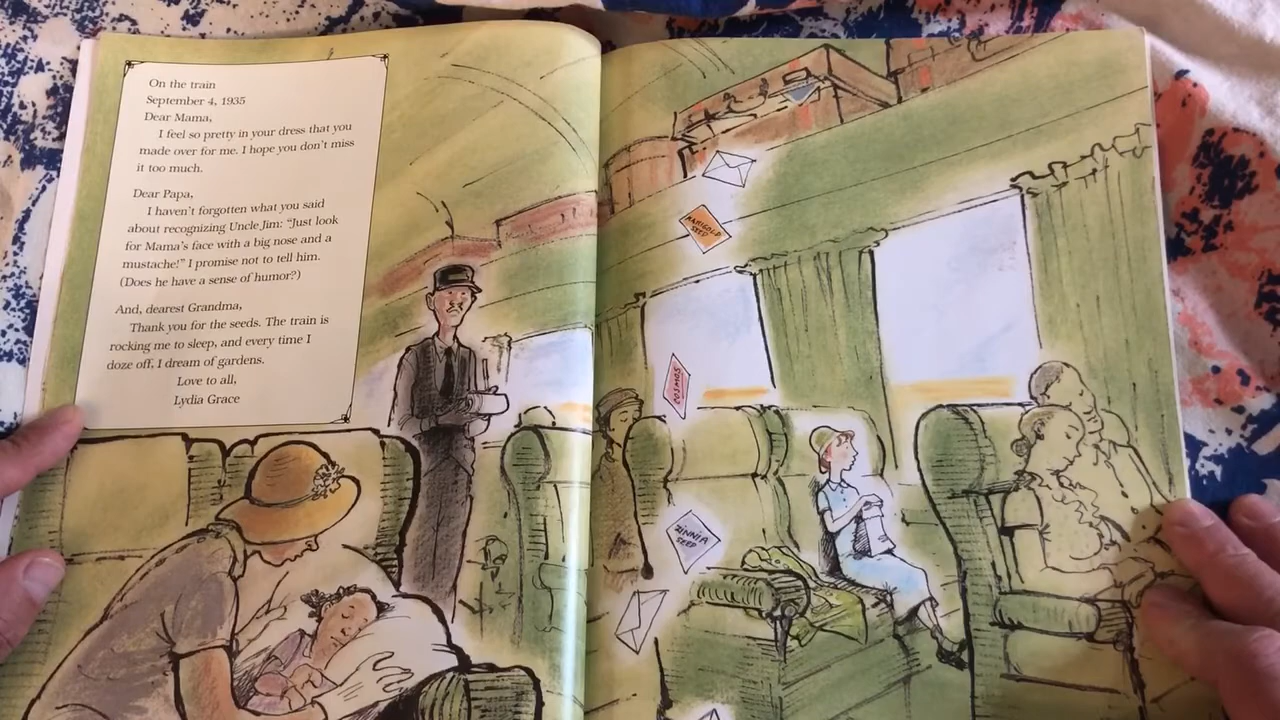 On the train
September 4, 1935
Dear Mama,
I feel so pretty in your dress that you
made over for me. I hope you don't miss
it too much.
Dear Papa,
I haven't forgotten what you said
about recognizing Uncle Jim: "Just look
for Mama's face with a big nose and a
mustache!" I promise not to tell him.
(Does he have a sense of humor?)
And, dearest Grandma,
Thank you for the seeds. The train is
rocking me to sleep, and every time I
doze off, I dream of gardens.
Love to all,
Lydia Grace
MARIGOLD
SEED
COSMOS
ZINNIA
SEED